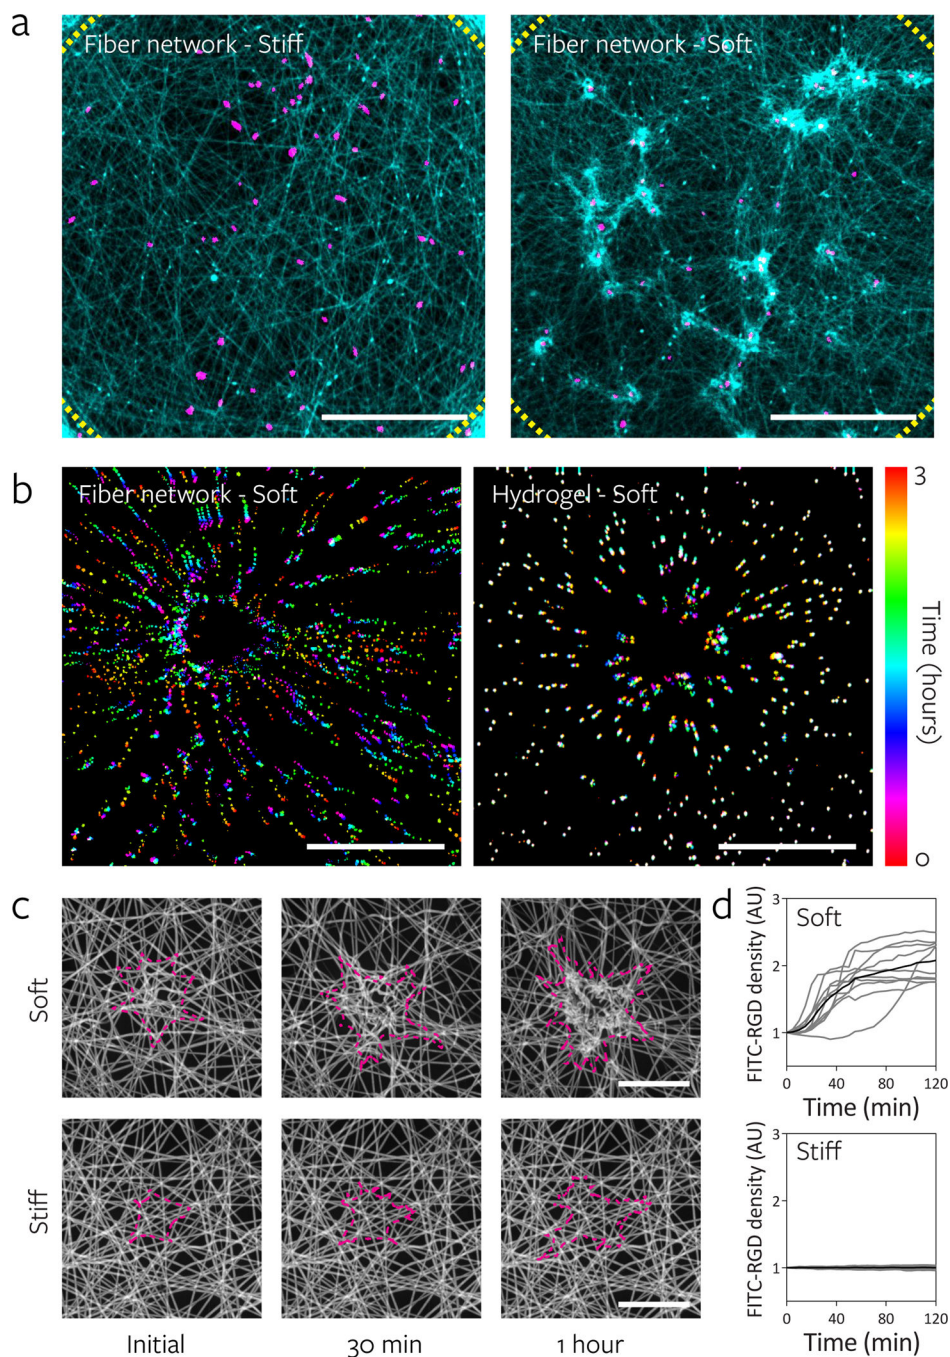 a
Fiber network - Stiff
Fiber network - Soft
b
Fiber network - Soft
Hydrogel - Soft
3
Time (hours)
0
c
Soft
Stiff
Initial
30 min
1 hour
d
Soft
FITC-RGD density (AU)
3
2
1
0
40
80
120
Time (min)
Stiff
FITC-RGD density (AU)
3
2
1
0
40
80
120
Time (min)